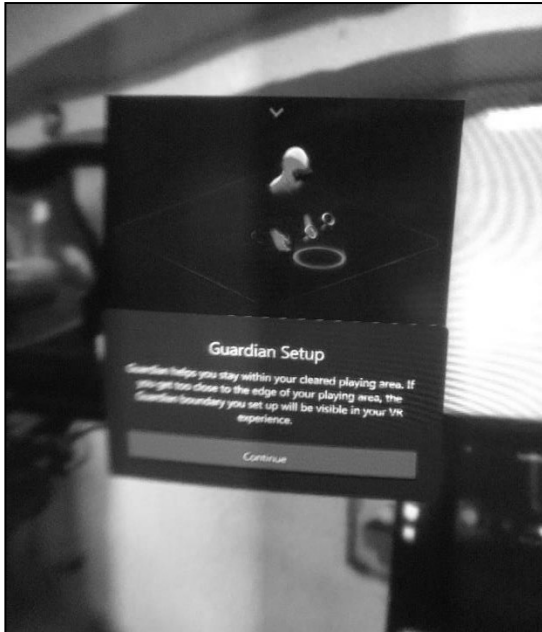 Guardian Setup
Guardian helps you stay within your cleared playing area. If
you get too close to the edge of your playing area, the
Guardian boundary you set up will be visible in your VR
experience.
Continue